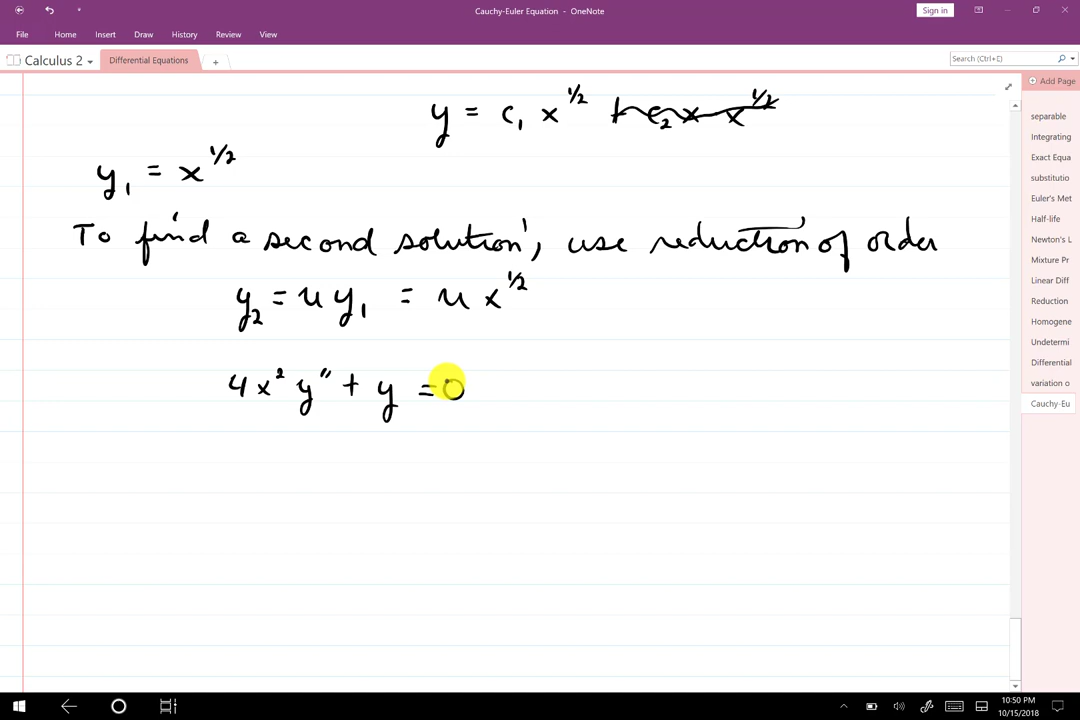 Cauchy-Euler Equation - OneNote
Sign in
File Home Insert Draw History Review View
Calculus 2
Differential Equations
+
Search (Ctrl+E)
Add Page
separable
Integrating
Exact Equa
substitutio
Euler's Met
Half-life
Newton's L
Mixture Pr
Linear Diff
Reduction
Homogene
Undetermi
Differential
variation o
Cauchy-Eu
y = c₁ x^1/2 + c₂ x x^1/2
y₁ = x^1/2
To find a second solution, use reduction of order
y₂ = u y₁ = u x^1/2
4x² y'' + y = 0
10:50 PM
10/15/2018